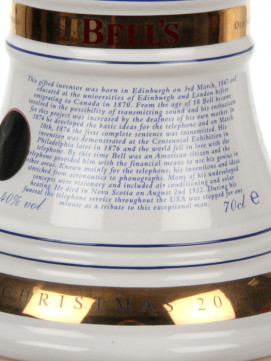 BELL'S
This gifted inventor was born in Edinburgh on 3rd March, 1847 and
educated at the universities of Edinburgh and London before
emigrating to Canada in 1870. From the age of 18 Bell became
involved in the possibility of transmitting sound and his enthusiasm
for this project was increased by the deafness of his own mother. In
1874 he developed the basic ideas for the telephone and on March
10th, 1876 the first complete sentence was transmitted. His
invention was demonstrated at the Centennial Exhibition in
Philadelphia later in 1876 and the world fell in love with the
telephone. By this time Bell was an American citizen and the
telephone provided him with the financial means to use his genius in
other areas. Known mainly for the telephone, his inventions and ideas
stretched from aeronautics to phonographs. Many of his undeveloped
concepts were visionary and included air conditioning and solar
heating. He died in Nova Scotia on August 2nd 1922. During his
funeral the telephone service throughout the USA was stopped for one
minute as a tribute to this exceptional man.
40% vol 70cl e
CHRISTMAS 20